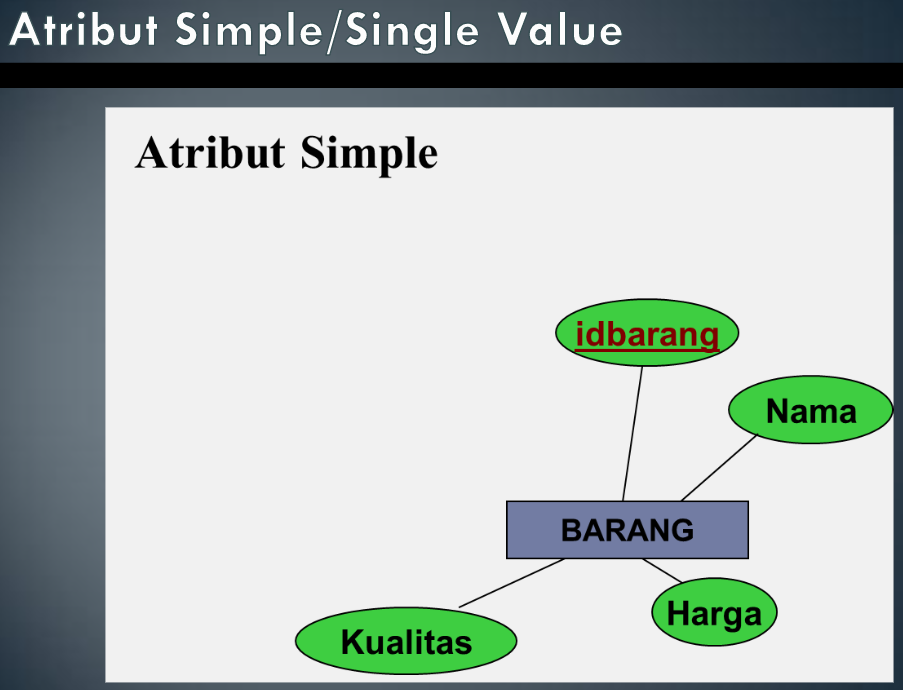 Atribut Simple/Single Value
Atribut Simple
idbarang
Nama
BARANG
Harga
Kualitas